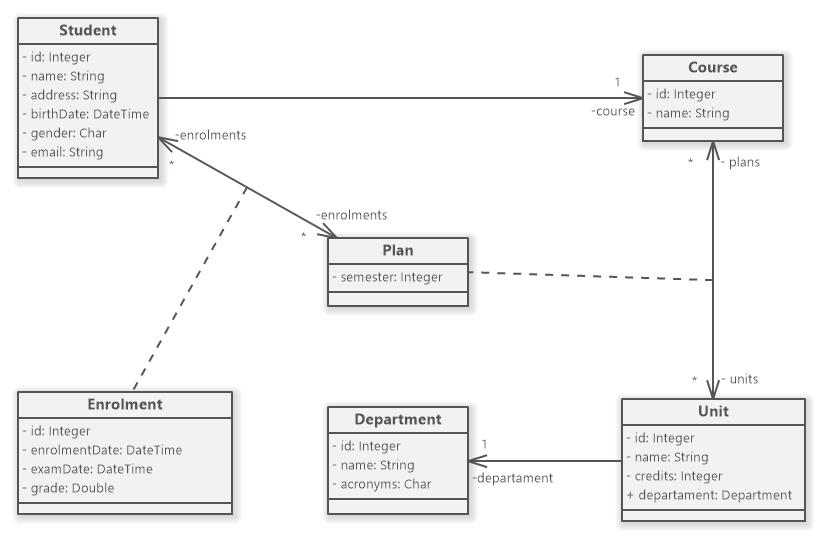 Student
- id: Integer
- name: String
- address: String
- birthDate: DateTime
- gender: Char
- email: String
1
-course
Course
- id: Integer
- name: String
-enrolments
*
-enrolments
*
* - plans
Plan
- semester: Integer
* - units
Enrolment
- id: Integer
- enrolmentDate: DateTime
- examDate: DateTime
- grade: Double
Department
- id: Integer
- name: String
- acronyms: Char
1
-departament
Unit
- id: Integer
- name: String
- credits: Integer
+ departament: Department